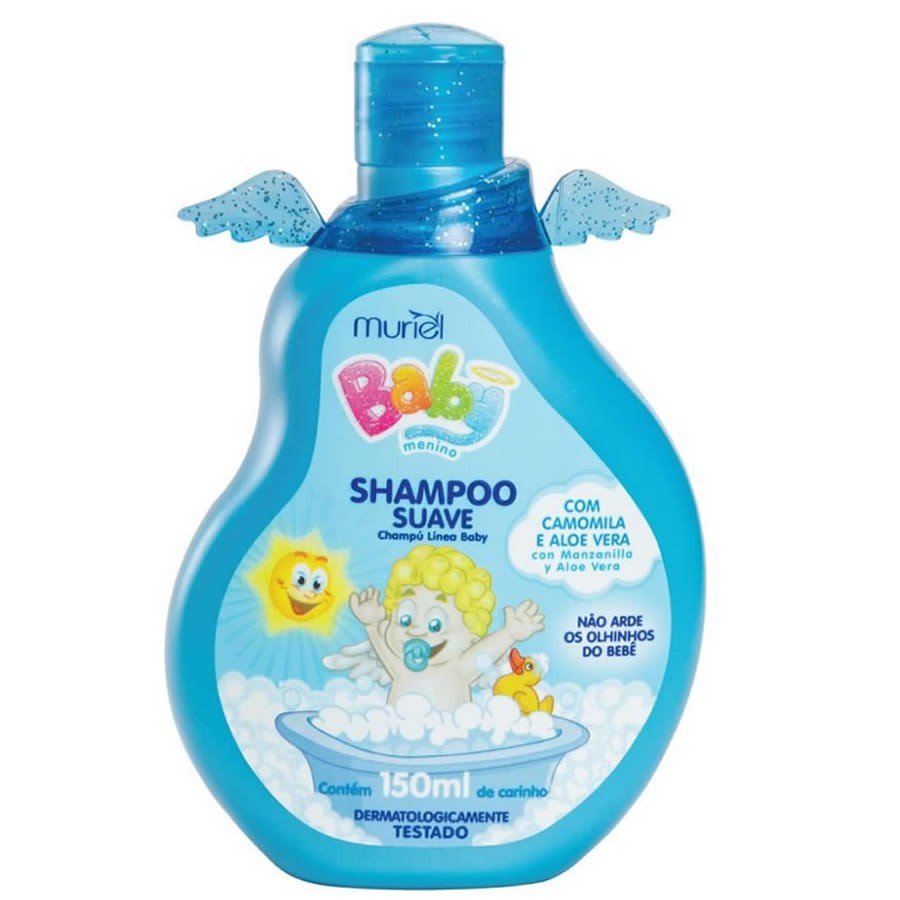 muriel
Baby
menino
SHAMPOO
SUAVE
Champú Línea Baby
COM
CAMOMILA
E ALOE VERA
con Manzanilla
y Aloe Vera
NÃO ARDE
OS OLHINHOS
DO BEBÊ
Contém 150ml de carinho
DERMATOLOGICAMENTE
TESTADO